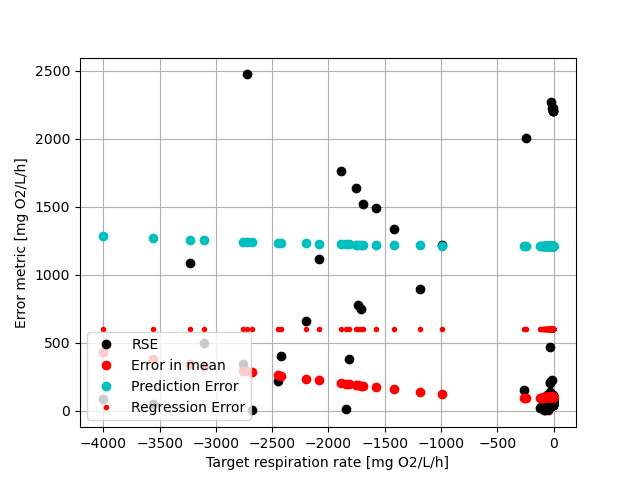 2500
2000
1500
1000
500
0
Error metric [mg O2/L/h]
RSE
Error in mean
Prediction Error
Regression Error
−4000 −3500 −3000 −2500 −2000 −1500 −1000 −500 0
Target respiration rate [mg O2/L/h]